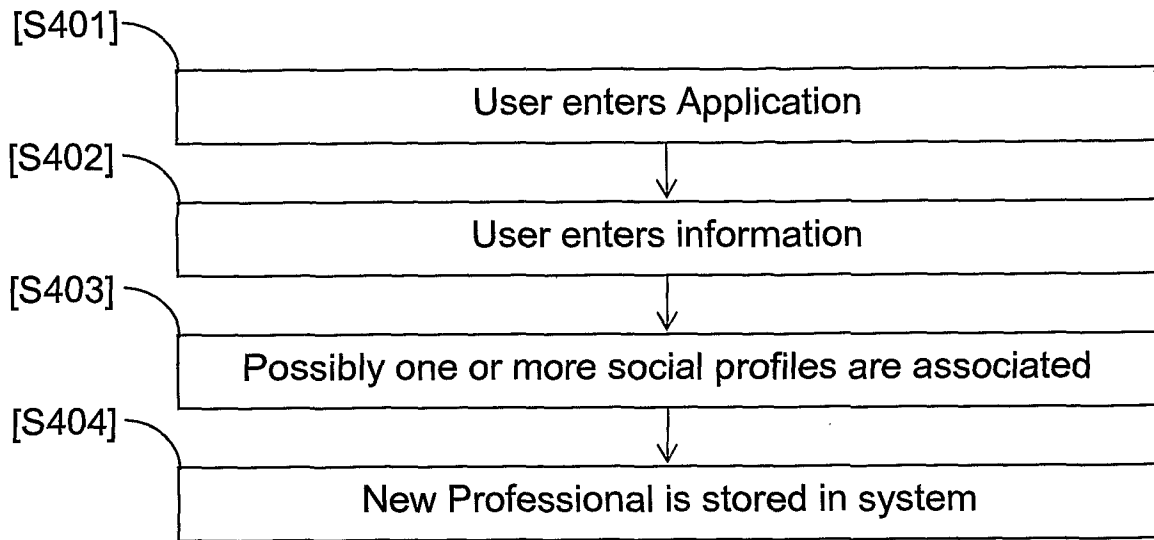 [S401]
User enters Application
[S402]
User enters information
[S403]
Possibly one or more social profiles are associated
[S404]
New Professional is stored in system